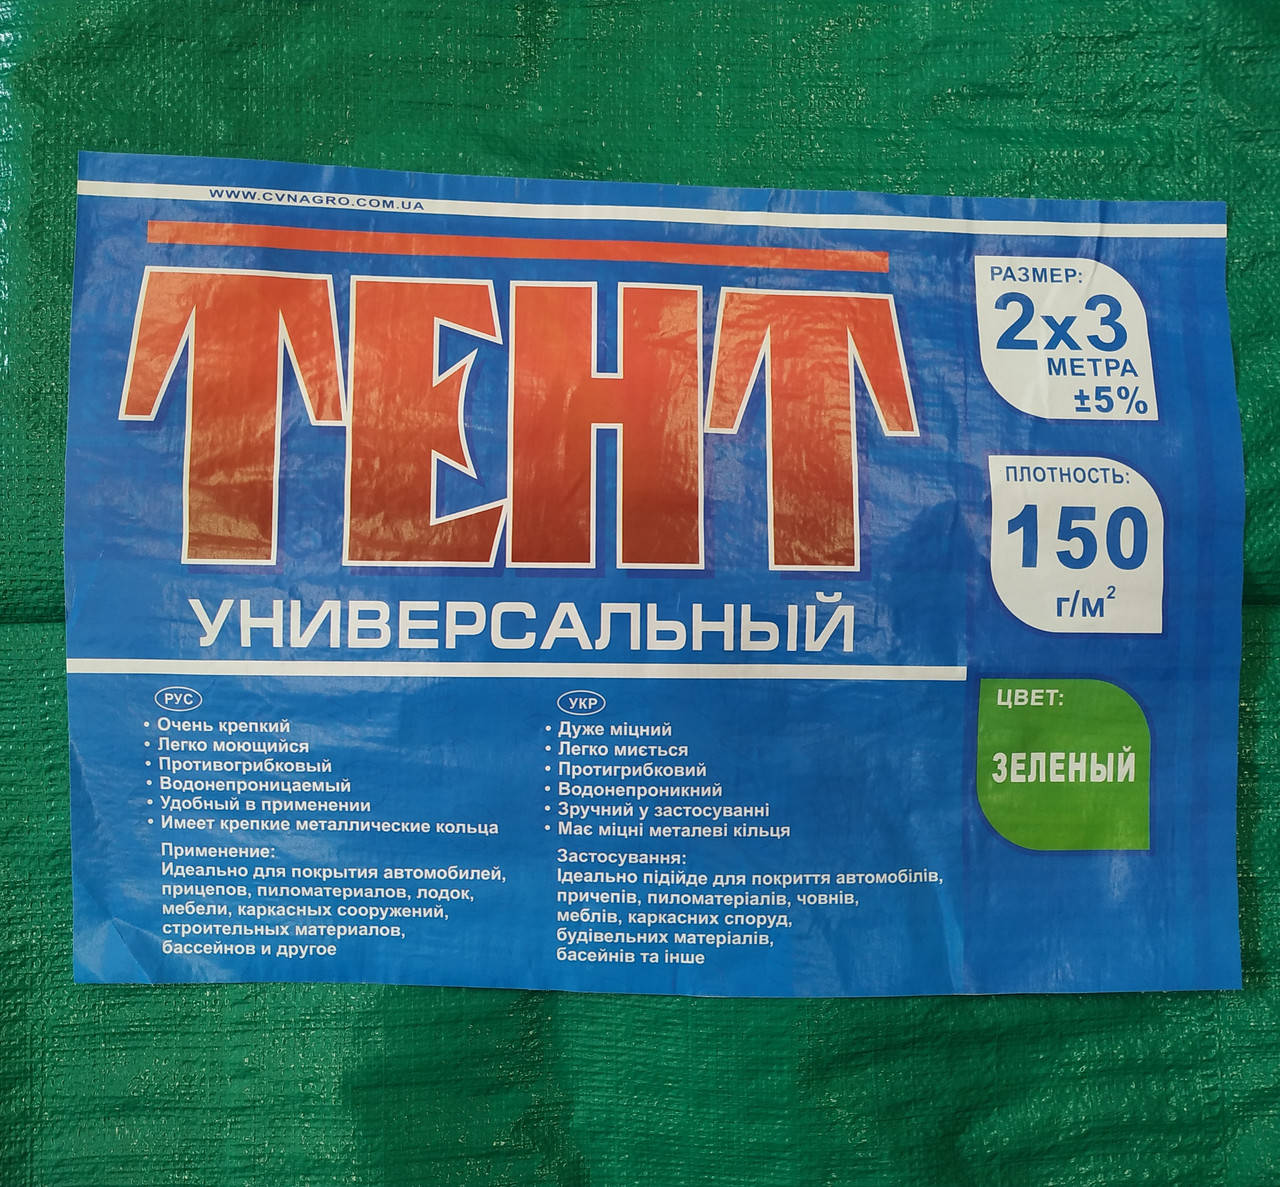 WWW.CVNAGRO.COM.UA
ТЕНТ
УНИВЕРСАЛЬНЫЙ
РАЗМЕР:
2х3
МЕТРА
±5%
ПЛОТНОСТЬ:
150
г/м²
ЦВЕТ:
ЗЕЛЕНЫЙ
РУС
• Очень крепкий
• Легко моющийся
• Противогрибковый
• Водонепроницаемый
• Удобный в применении
• Имеет крепкие металлические кольца
Применение:
Идеально для покрытия автомобилей,
прицепов, пиломатериалов, лодок,
мебели, каркасных сооружений,
строительных материалов,
бассейнов и другое
УКР
• Дуже міцний
• Легко миється
• Протигрибковий
• Водонепроникний
• Зручний у застосуванні
• Має міцні металеві кільця
Застосування:
Ідеально підійде для покриття автомобілів,
причепів, пиломатеріалів, човнів,
меблів, каркасних споруд,
будівельних матеріалів,
басейнів та інше